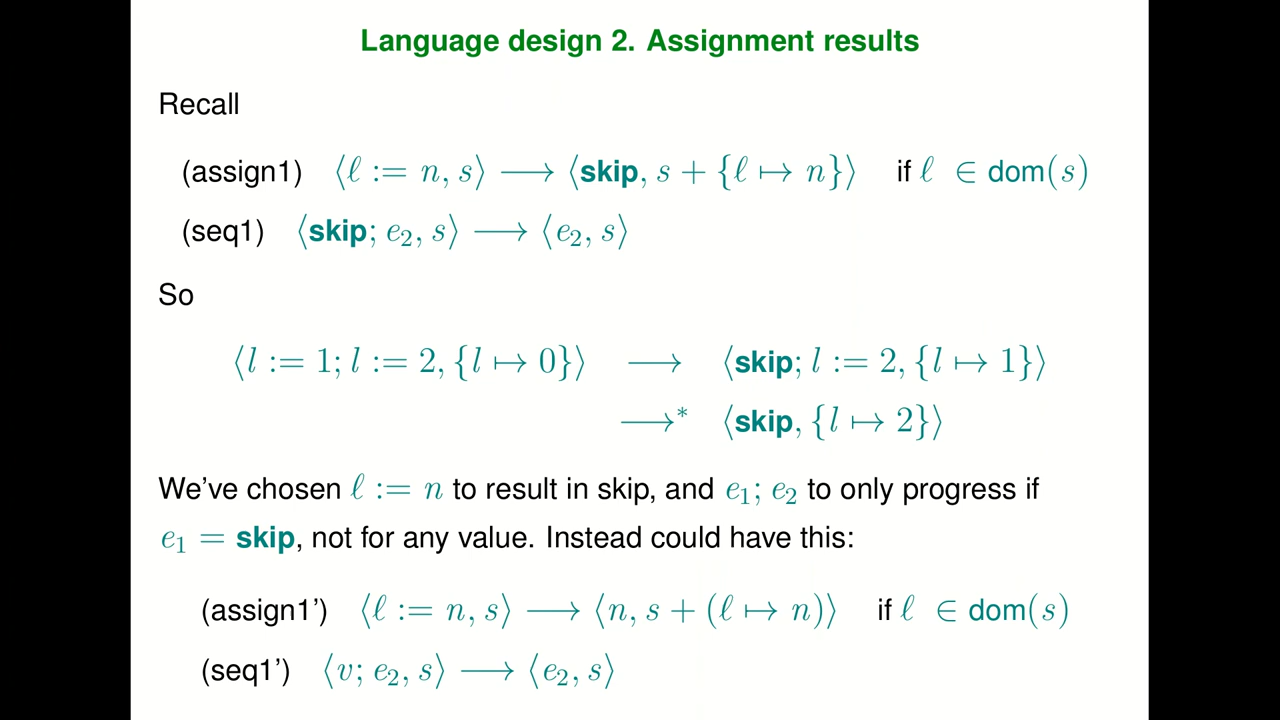 Language design 2. Assignment results
Recall
(assign1) ⟨ℓ := n, s⟩ ⟶ ⟨skip, s + {ℓ ↦ n}⟩ if ℓ ∈ dom(s)
(seq1) ⟨skip; e₂, s⟩ ⟶ ⟨e₂, s⟩
So
⟨l := 1; l := 2, {l ↦ 0}⟩ ⟶ ⟨skip; l := 2, {l ↦ 1}⟩
⟶* ⟨skip, {l ↦ 2}⟩
We've chosen ℓ := n to result in skip, and e₁; e₂ to only progress if
e₁ = skip, not for any value. Instead could have this:
(assign1') ⟨ℓ := n, s⟩ ⟶ ⟨n, s + (ℓ ↦ n)⟩ if ℓ ∈ dom(s)
(seq1') ⟨v; e₂, s⟩ ⟶ ⟨e₂, s⟩